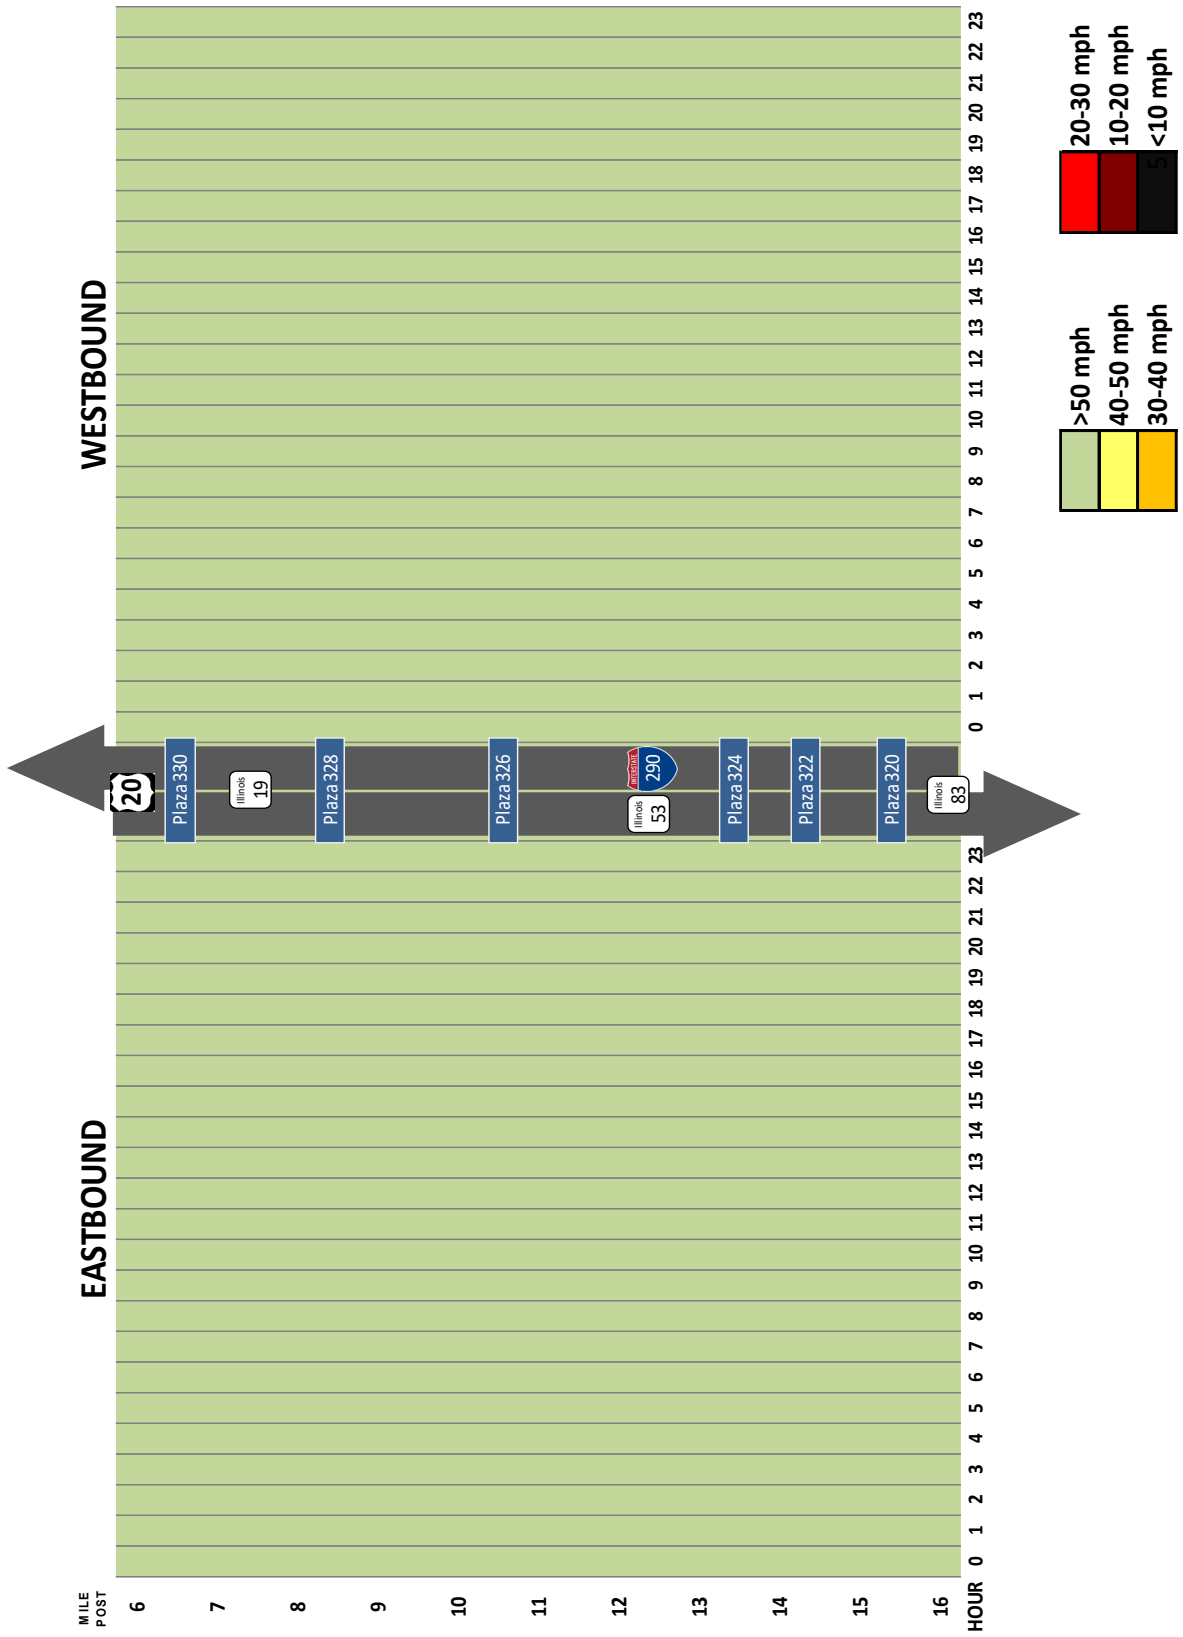 EASTBOUND
WESTBOUND
MILE
POST
6
7
8
9
10
11
12
13
14
15
16
20
Plaza 330
Illinois
19
Plaza 328
Plaza 326
INTERSTATE
290
Illinois
53
Plaza 324
Plaza 322
Plaza 320
Illinois
83
HOUR 0 1 2 3 4 5 6 7 8 9 10 11 12 13 14 15 16 17 18 19 20 21 22 23 0 1 2 3 4 5 6 7 8 9 10 11 12 13 14 15 16 17 18 19 20 21 22 23
>50 mph
40-50 mph
30-40 mph
20-30 mph
10-20 mph
5 <10 mph